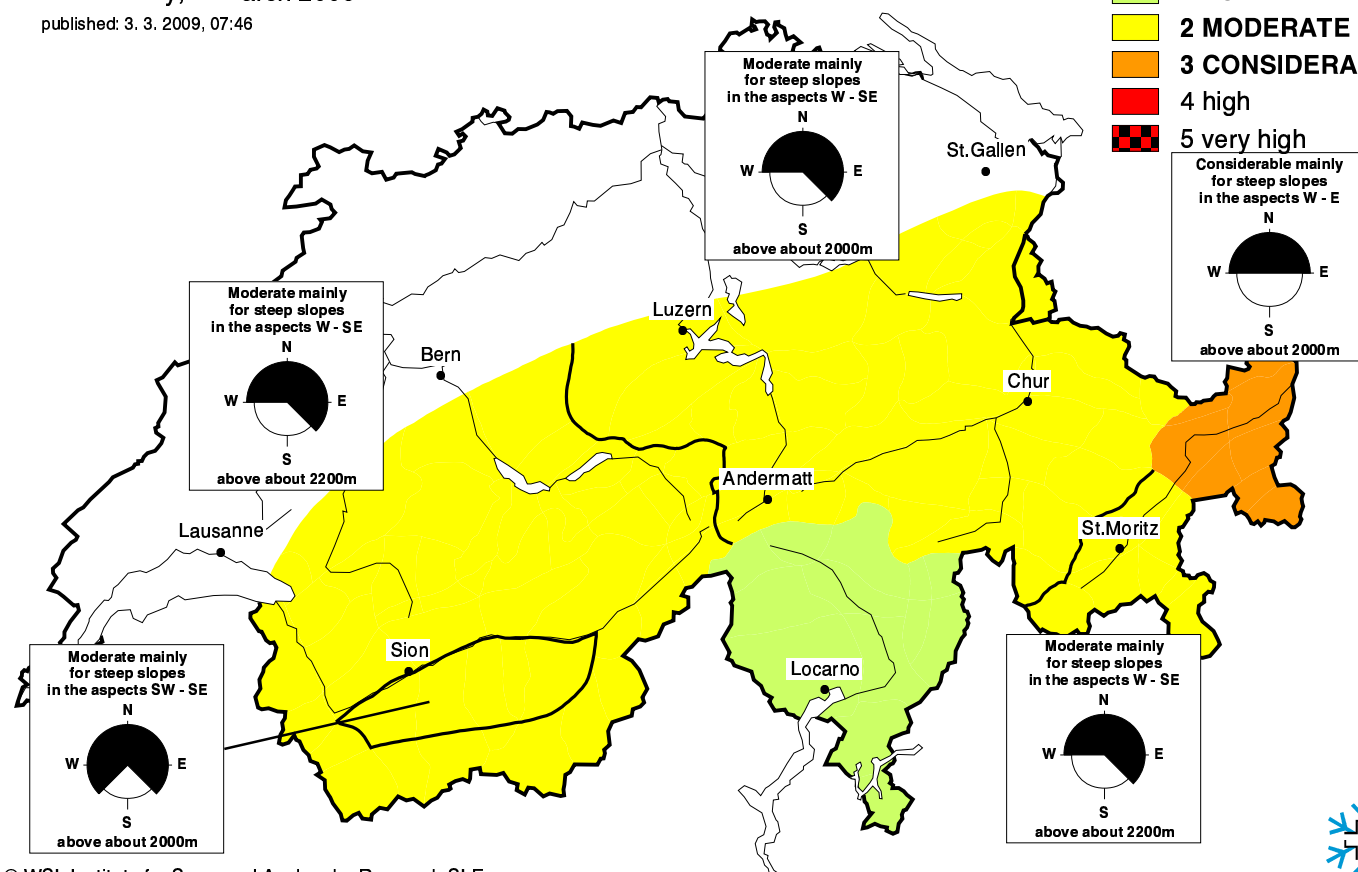 published: 3. 3. 2009, 07:46
2 MODERATE
3 CONSIDERA
4 high
5 very high
Moderate mainly
for steep slopes
in the aspects W - SE
N
W E
S
above about 2000m
St.Gallen
Considerable mainly
for steep slopes
in the aspects W - E
N
W E
S
above about 2000m
Moderate mainly
for steep slopes
in the aspects W - SE
N
W E
S
above about 2200m
Luzern
Bern
Chur
Andermatt
Lausanne
St.Moritz
Sion
Locarno
Moderate mainly
for steep slopes
in the aspects SW - SE
N
W E
S
above about 2000m
Moderate mainly
for steep slopes
in the aspects W - SE
N
W E
S
above about 2200m